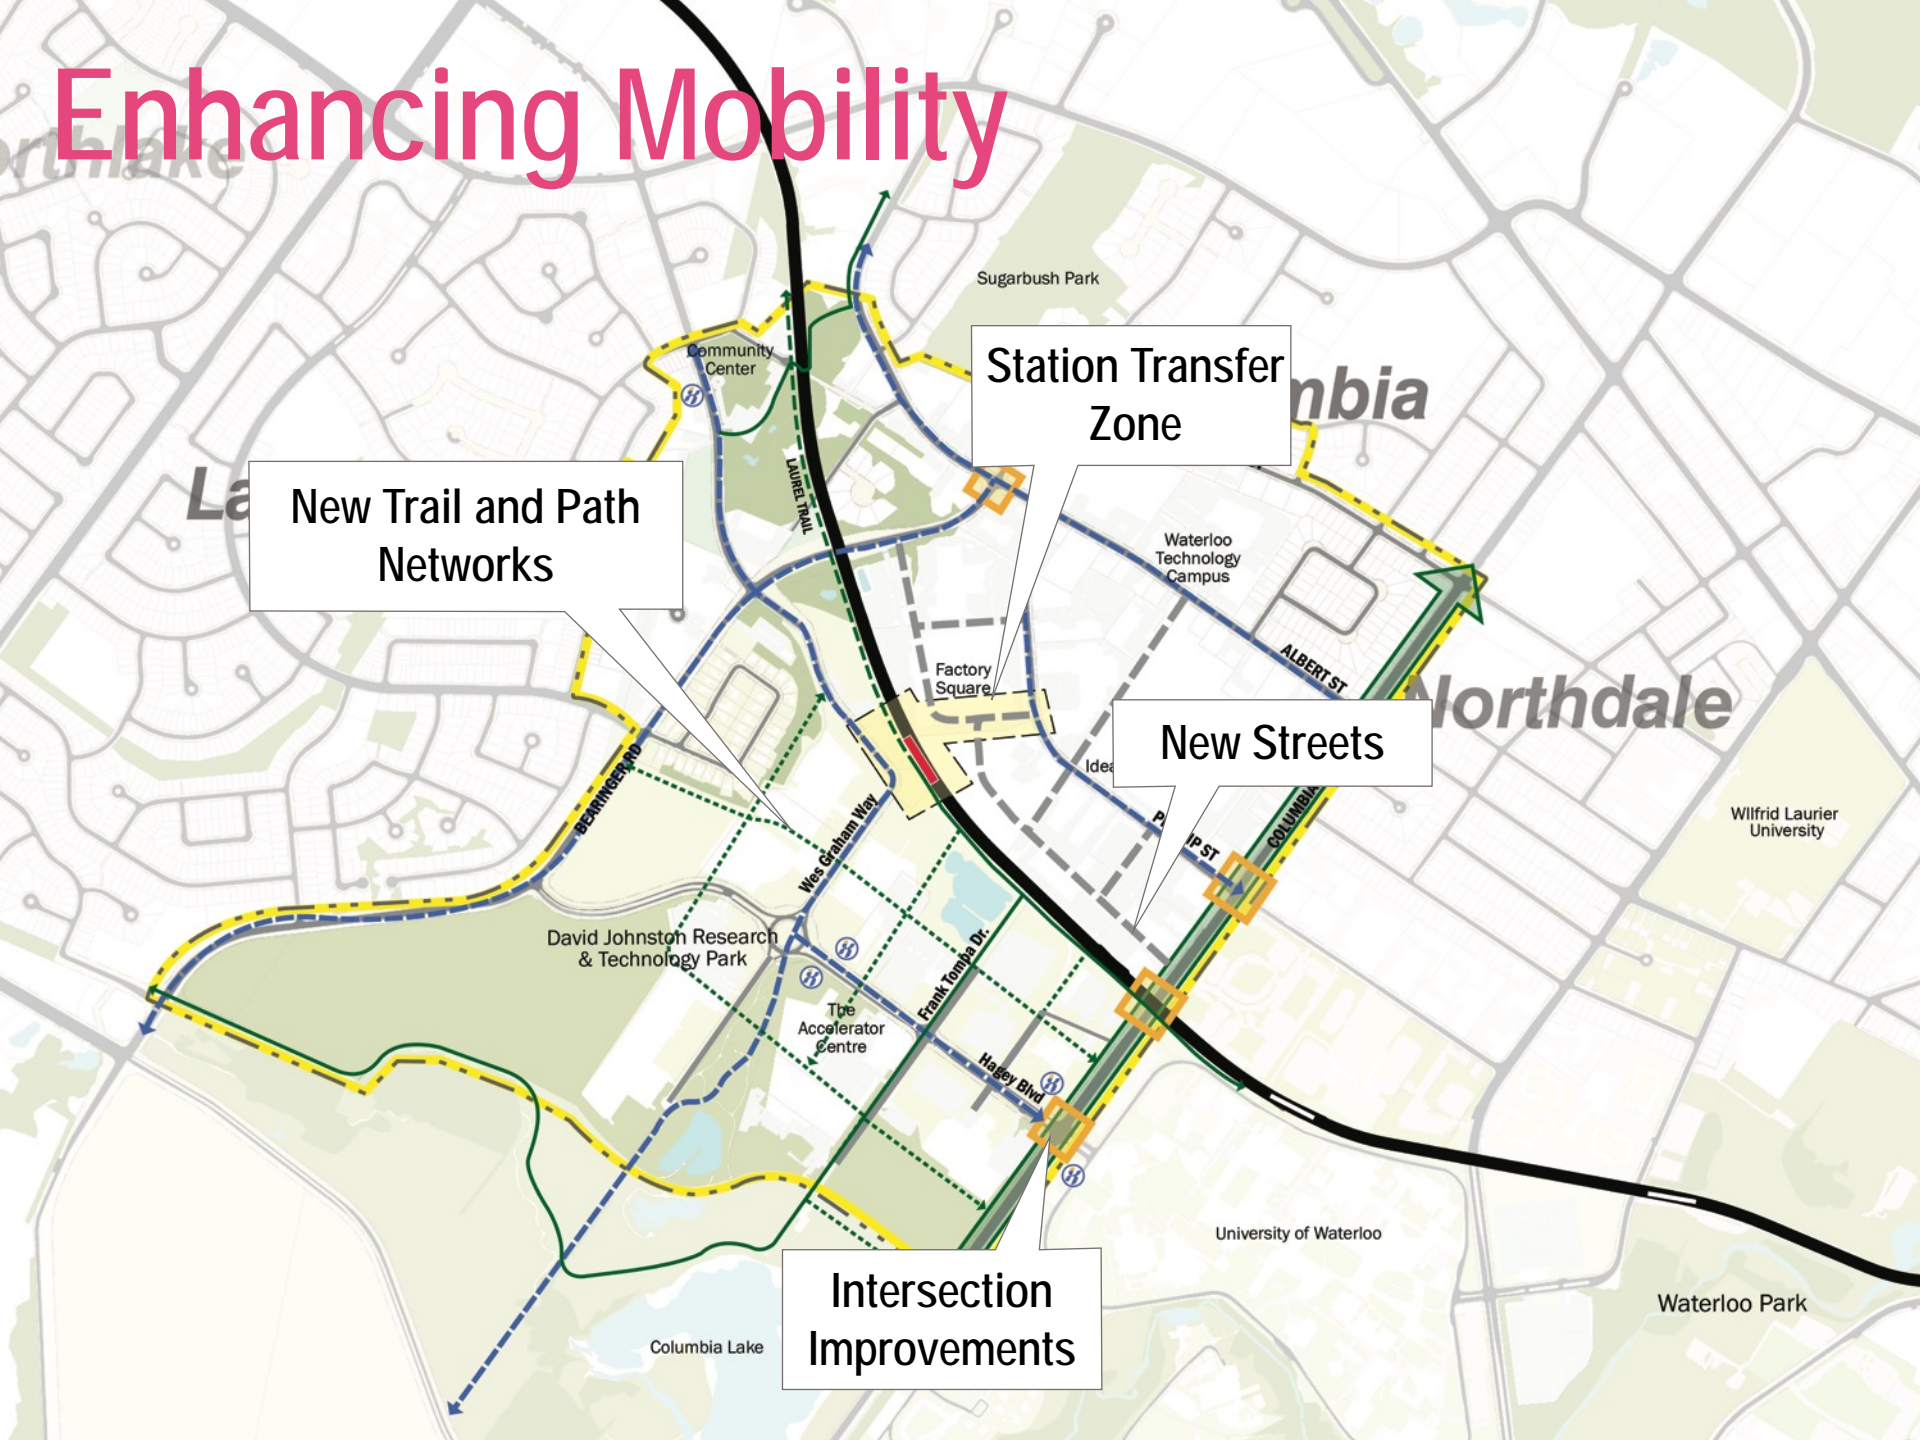 Enhancing Mobility
Sugarbush Park
Community
Center
Station Transfer
Zone
LAUREL TRAIL
New Trail and Path
Networks
Waterloo
Technology
Campus
ALBERT ST
Northdale
Factory
Square
New Streets
BEARINGER RD
Wes Graham Way
COLUMBIA
WIlfrid Laurier
University
David Johnston Research
& Technology Park
Frank Tompa Dr.
The
Accelerator
Centre
Hagey Blvd
University of Waterloo
Intersection
Improvements
Columbia Lake
Waterloo Park